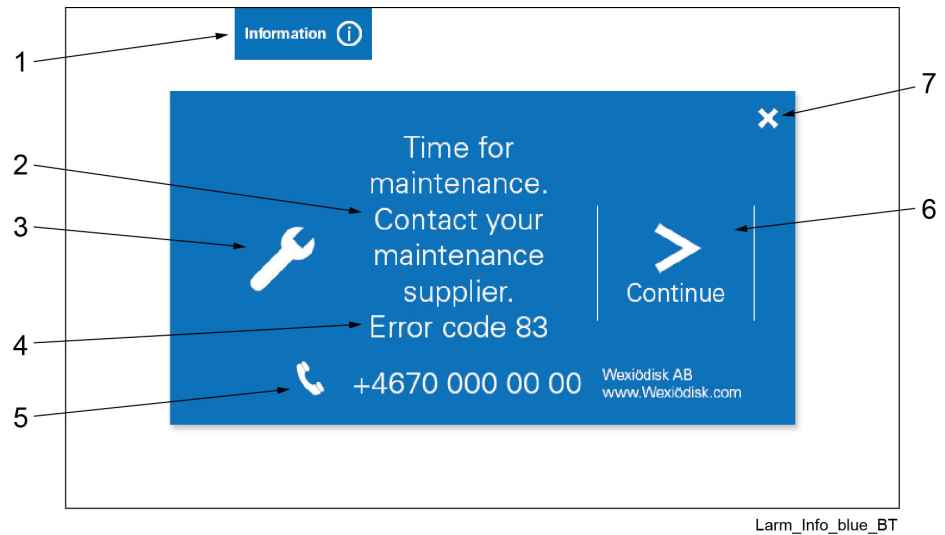 Information
1
7
2
Time for
maintenance.
Contact your
maintenance
supplier.
3
6
Continue
4
Error code 83
5
+4670 000 00 00
Wexiödisk AB
www.Wexiödisk.com
Larm_Info_blue_BT